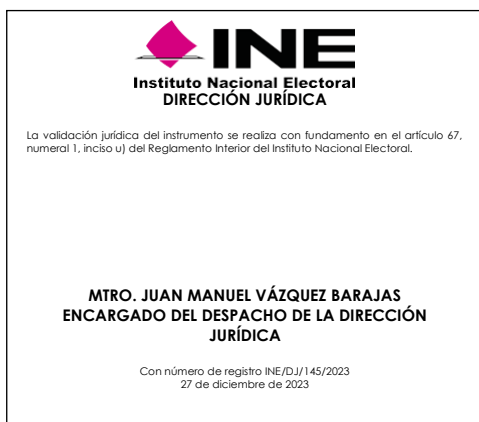 INE
Instituto Nacional Electoral
DIRECCIÓN JURÍDICA
La validación jurídica del instrumento se realiza con fundamento en el artículo 67,
numeral 1, inciso u) del Reglamento Interior del Instituto Nacional Electoral.
MTRO. JUAN MANUEL VÁZQUEZ BARAJAS
ENCARGADO DEL DESPACHO DE LA DIRECCIÓN
JURÍDICA
Con número de registro INE/DJ/145/2023
27 de diciembre de 2023